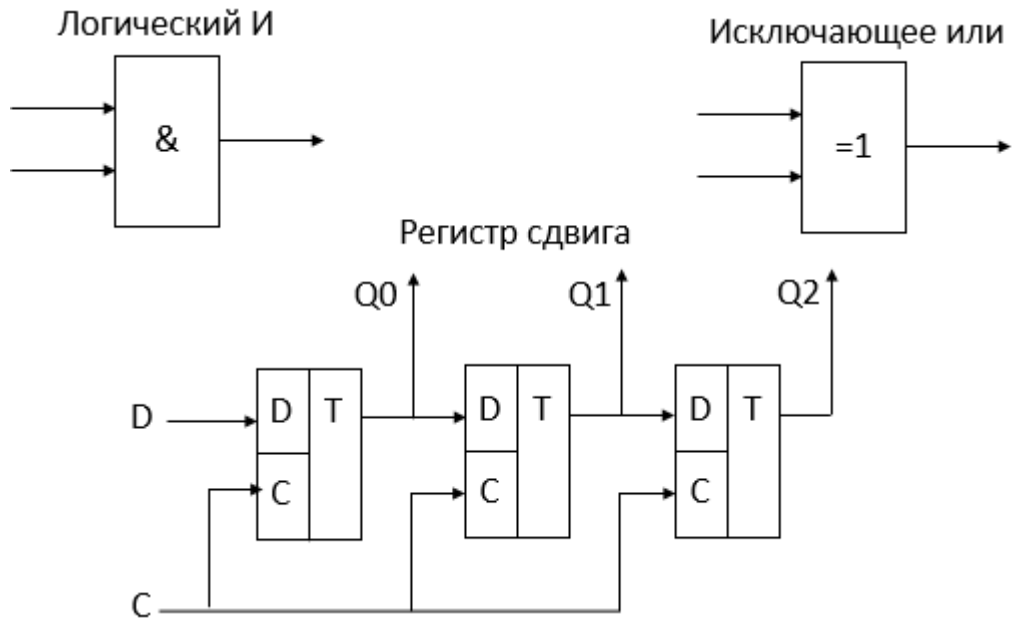 Логический И
Исключающее или
&
=1
Регистр сдвига
Q0
Q1
Q2
D
D T
D T
D T
C
C
C
C